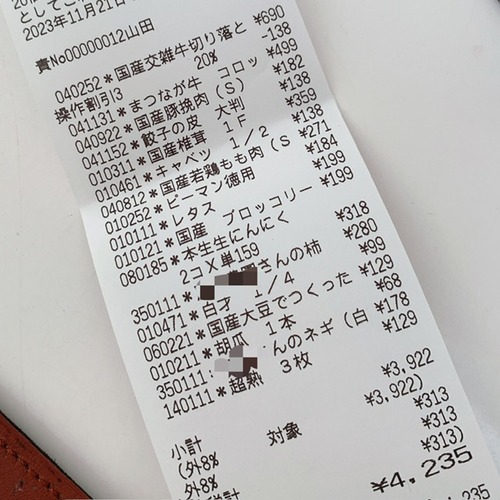 としてご
2023年11月21日
責No00000012山田
040252*国産交雑牛切り落と ¥690
操作割引3 20% -138
041131*まつなが牛 コロッ ¥499
040922*国産豚挽肉(S) ¥182
041152*餃子の皮 大判 ¥138
010311*国産椎茸 1F ¥359
010461*キャベツ 1/2 ¥138
040812*国産若鶏もも肉(S ¥271
010252*ピーマン徳用 ¥184
010111*レタス ¥199
010121*国産 ブロッコリー ¥199
080185*本生生にんにく
2コX単159 ¥318
350111* さんの柿 ¥280
010471*白才 1/4 ¥99
060221*国産大豆でつくった ¥129
010211*胡瓜 1本 ¥68
350111* んのネギ(白 ¥178
140111*超熟 3枚 ¥129
小計 ¥3,922
(外8% 対象 ¥3,922)
外8% ¥313
¥313
¥313)
¥4,235